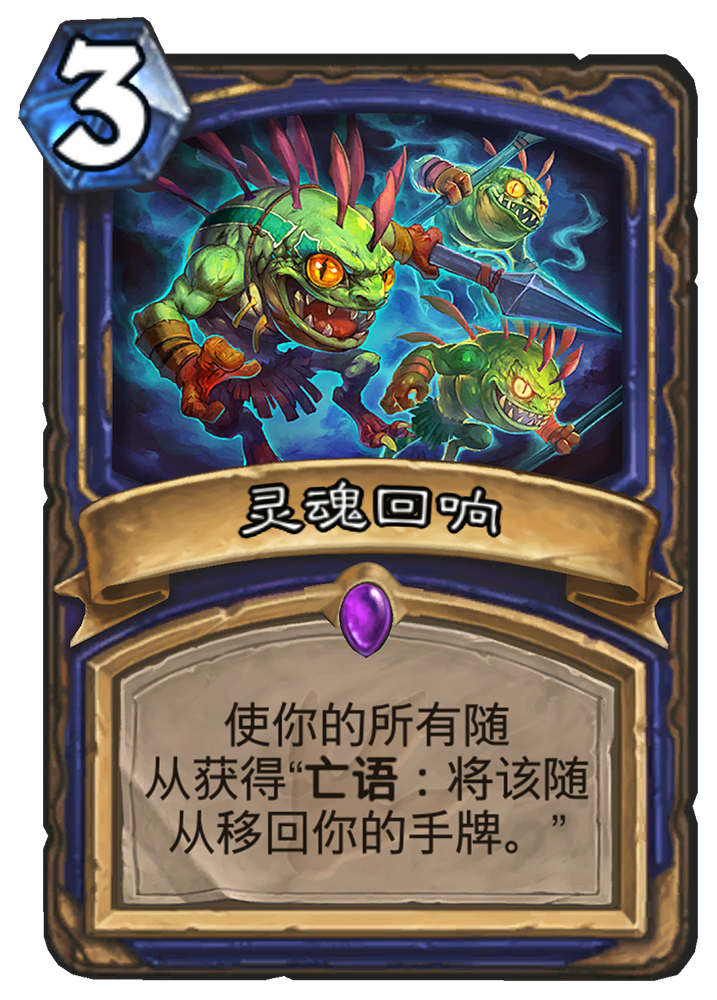 3
灵魂回响
使你的所有随
从获得“亡语：将该随
从移回你的手牌。”